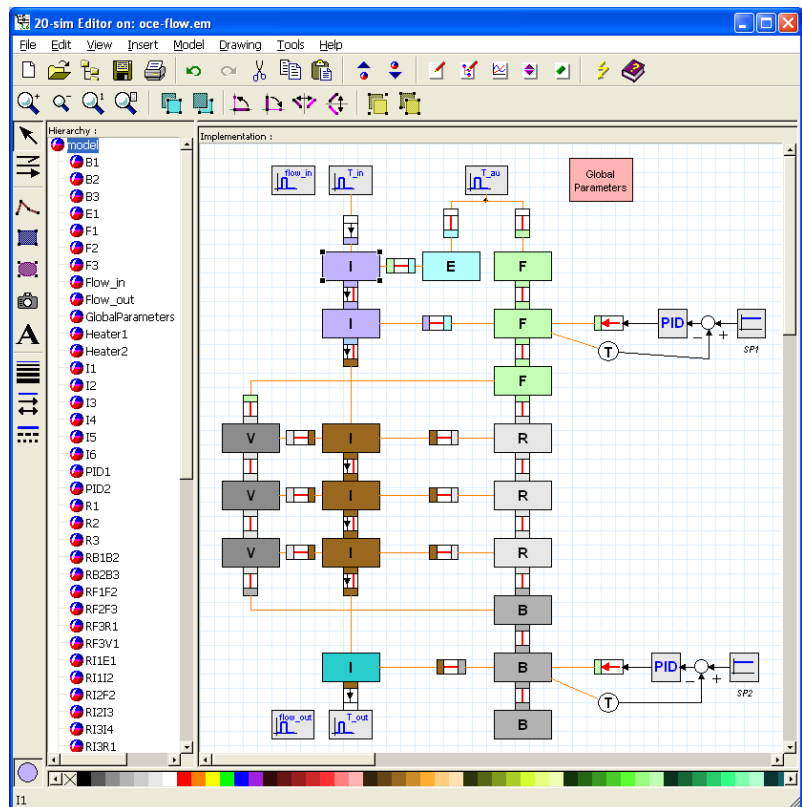 20-sim Editor on: oce-flow.em
File Edit View Insert Model Drawing Tools Help
A
Hierarchy :
model
B1
B2
B3
E1
F1
F2
F3
Flow_in
Flow_out
GlobalParameters
Heater1
Heater2
I1
I2
I3
I4
I5
I6
PID1
PID2
R1
R2
R3
RB1B2
RB2B3
RF1F2
RF2F3
RF3R1
RF3V1
RI1E1
RI1I2
RI2F2
RI2I3
RI3I4
RI3R1
Implementation :
flow_in T_in T_au Global
Parameters
I E F
I F PID
− +
SP1
T
F
V I R
V I R
V I R
B
I B PID
− +
SP2
T
flow_out T_out B
I1